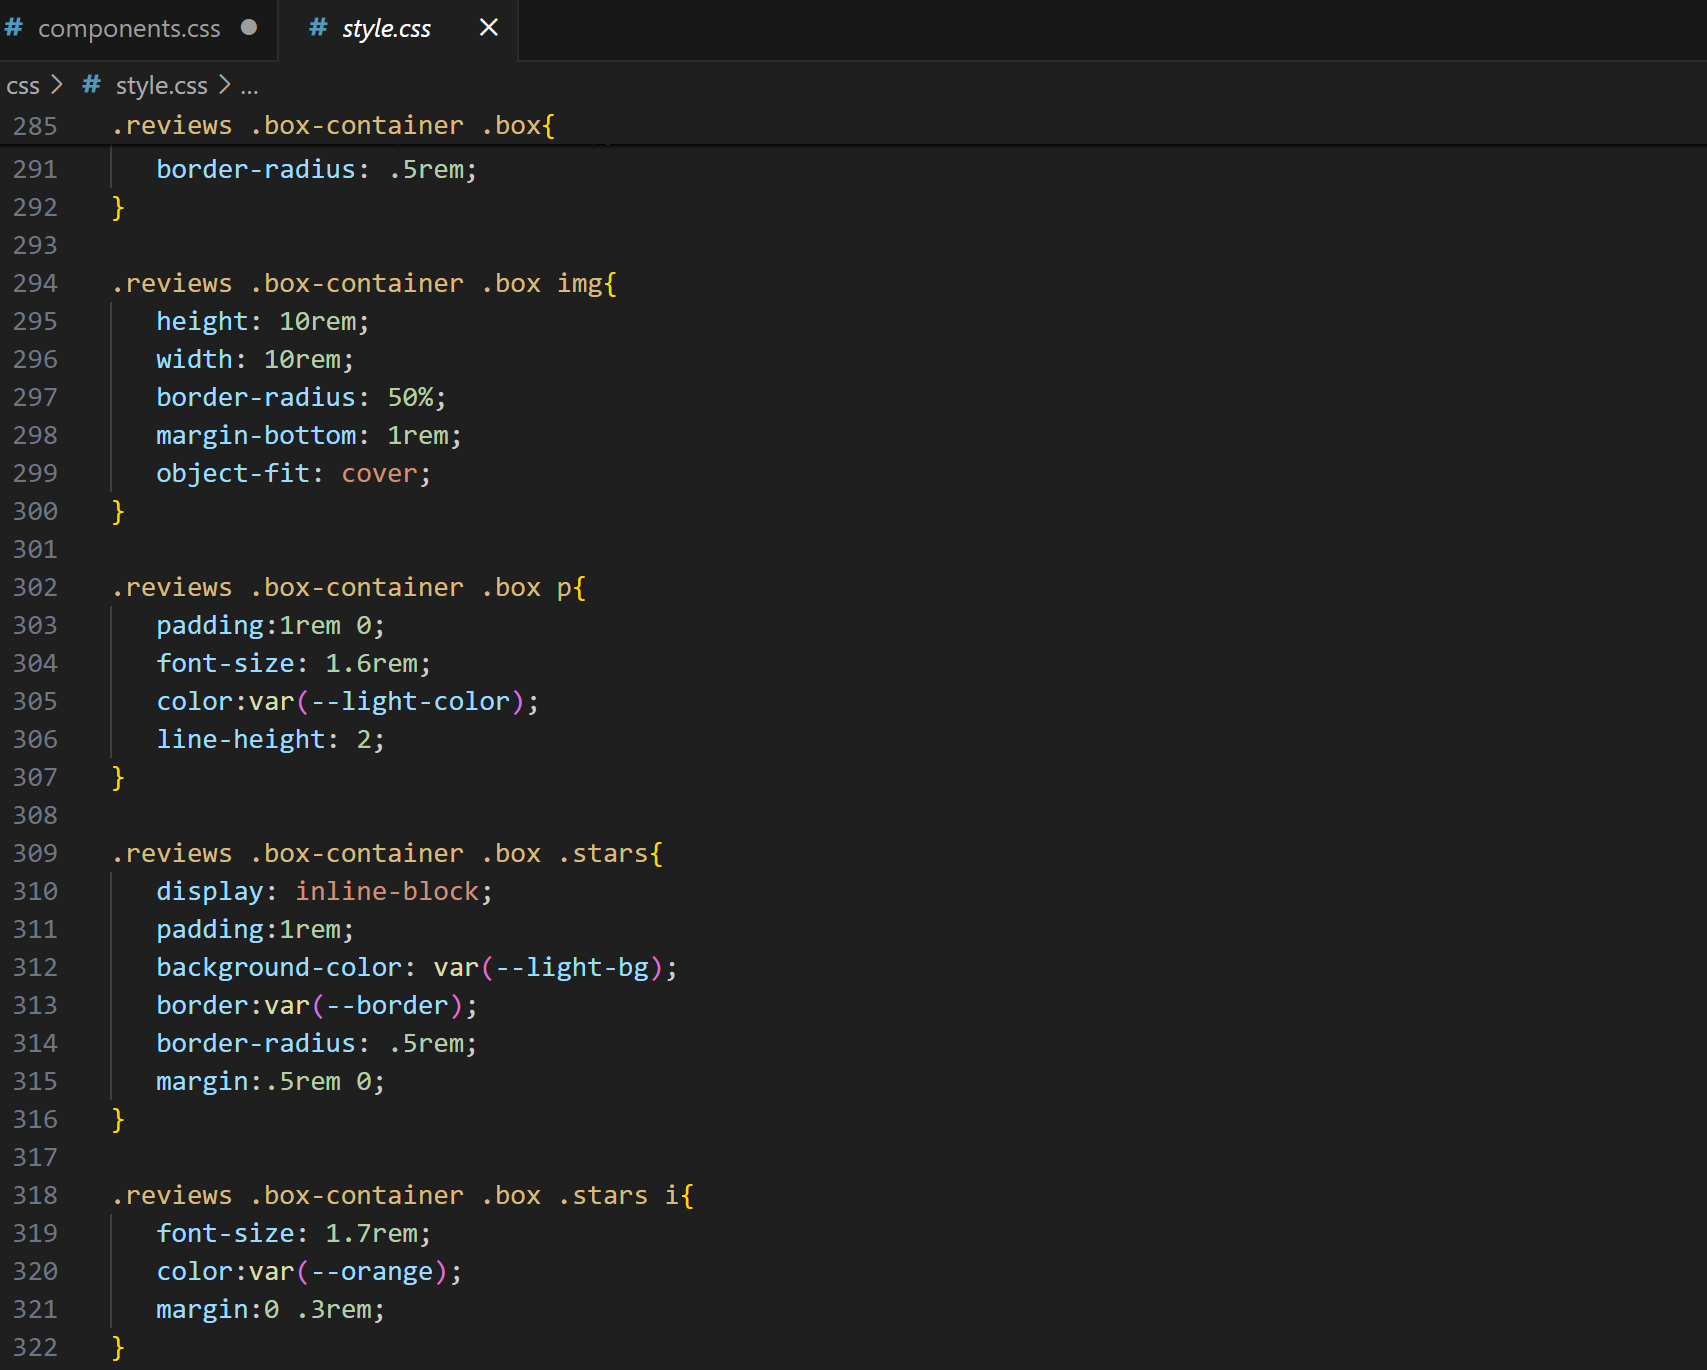 # components.css ● # style.css ×
css > # style.css > ...
285 .reviews .box-container .box{
291 border-radius: .5rem;
292 }
293
294 .reviews .box-container .box img{
295 height: 10rem;
296 width: 10rem;
297 border-radius: 50%;
298 margin-bottom: 1rem;
299 object-fit: cover;
300 }
301
302 .reviews .box-container .box p{
303 padding:1rem 0;
304 font-size: 1.6rem;
305 color:var(--light-color);
306 line-height: 2;
307 }
308
309 .reviews .box-container .box .stars{
310 display: inline-block;
311 padding:1rem;
312 background-color: var(--light-bg);
313 border:var(--border);
314 border-radius: .5rem;
315 margin:.5rem 0;
316 }
317
318 .reviews .box-container .box .stars i{
319 font-size: 1.7rem;
320 color:var(--orange);
321 margin:0 .3rem;
322 }